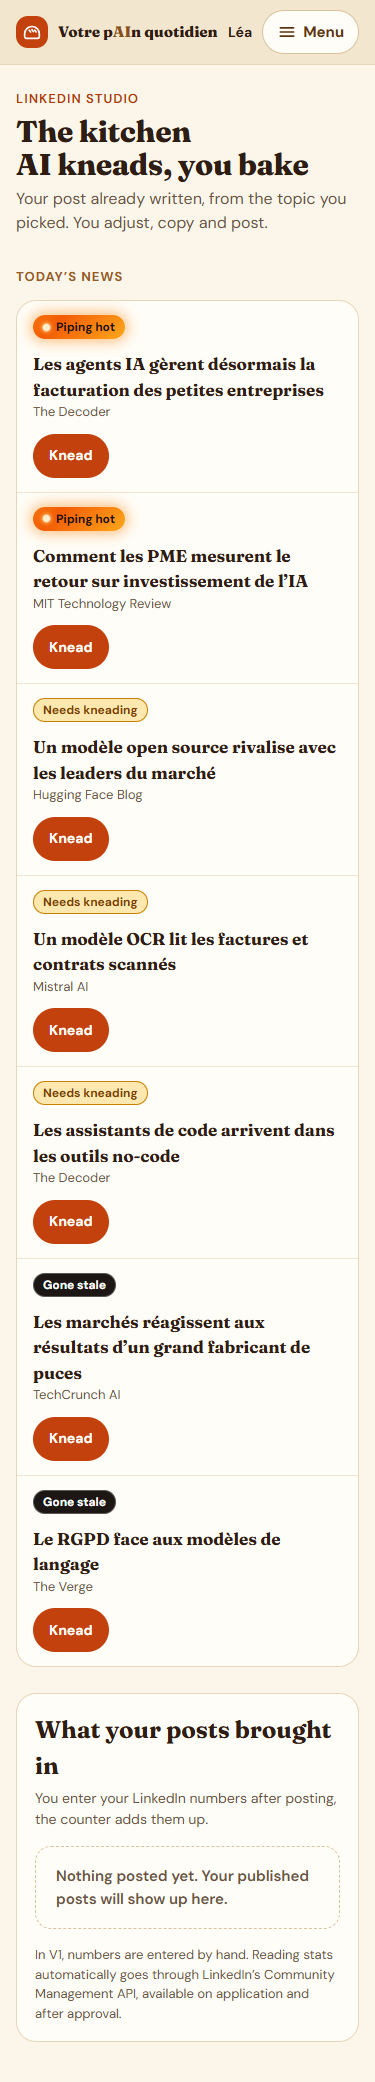 Votre pAIn quotidien Léa Menu
LINKEDIN STUDIO
The kitchen
AI kneads, you bake
Your post already written, from the topic you
picked. You adjust, copy and post.
TODAY'S NEWS
Piping hot
Les agents IA gèrent désormais la
facturation des petites entreprises
The Decoder
Knead
Piping hot
Comment les PME mesurent le
retour sur investissement de l’IA
MIT Technology Review
Knead
Needs kneading
Un modèle open source rivalise avec
les leaders du marché
Hugging Face Blog
Knead
Needs kneading
Un modèle OCR lit les factures et
contrats scannés
Mistral AI
Knead
Needs kneading
Les assistants de code arrivent dans
les outils no-code
The Decoder
Knead
Gone stale
Les marchés réagissent aux
résultats d’un grand fabricant de
puces
TechCrunch AI
Knead
Gone stale
Le RGPD face aux modèles de
langage
The Verge
Knead
What your posts brought
in
You enter your LinkedIn numbers after posting,
the counter adds them up.
Nothing posted yet. Your published
posts will show up here.
In V1, numbers are entered by hand. Reading stats
automatically goes through LinkedIn’s Community
Management API, available on application and
after approval.